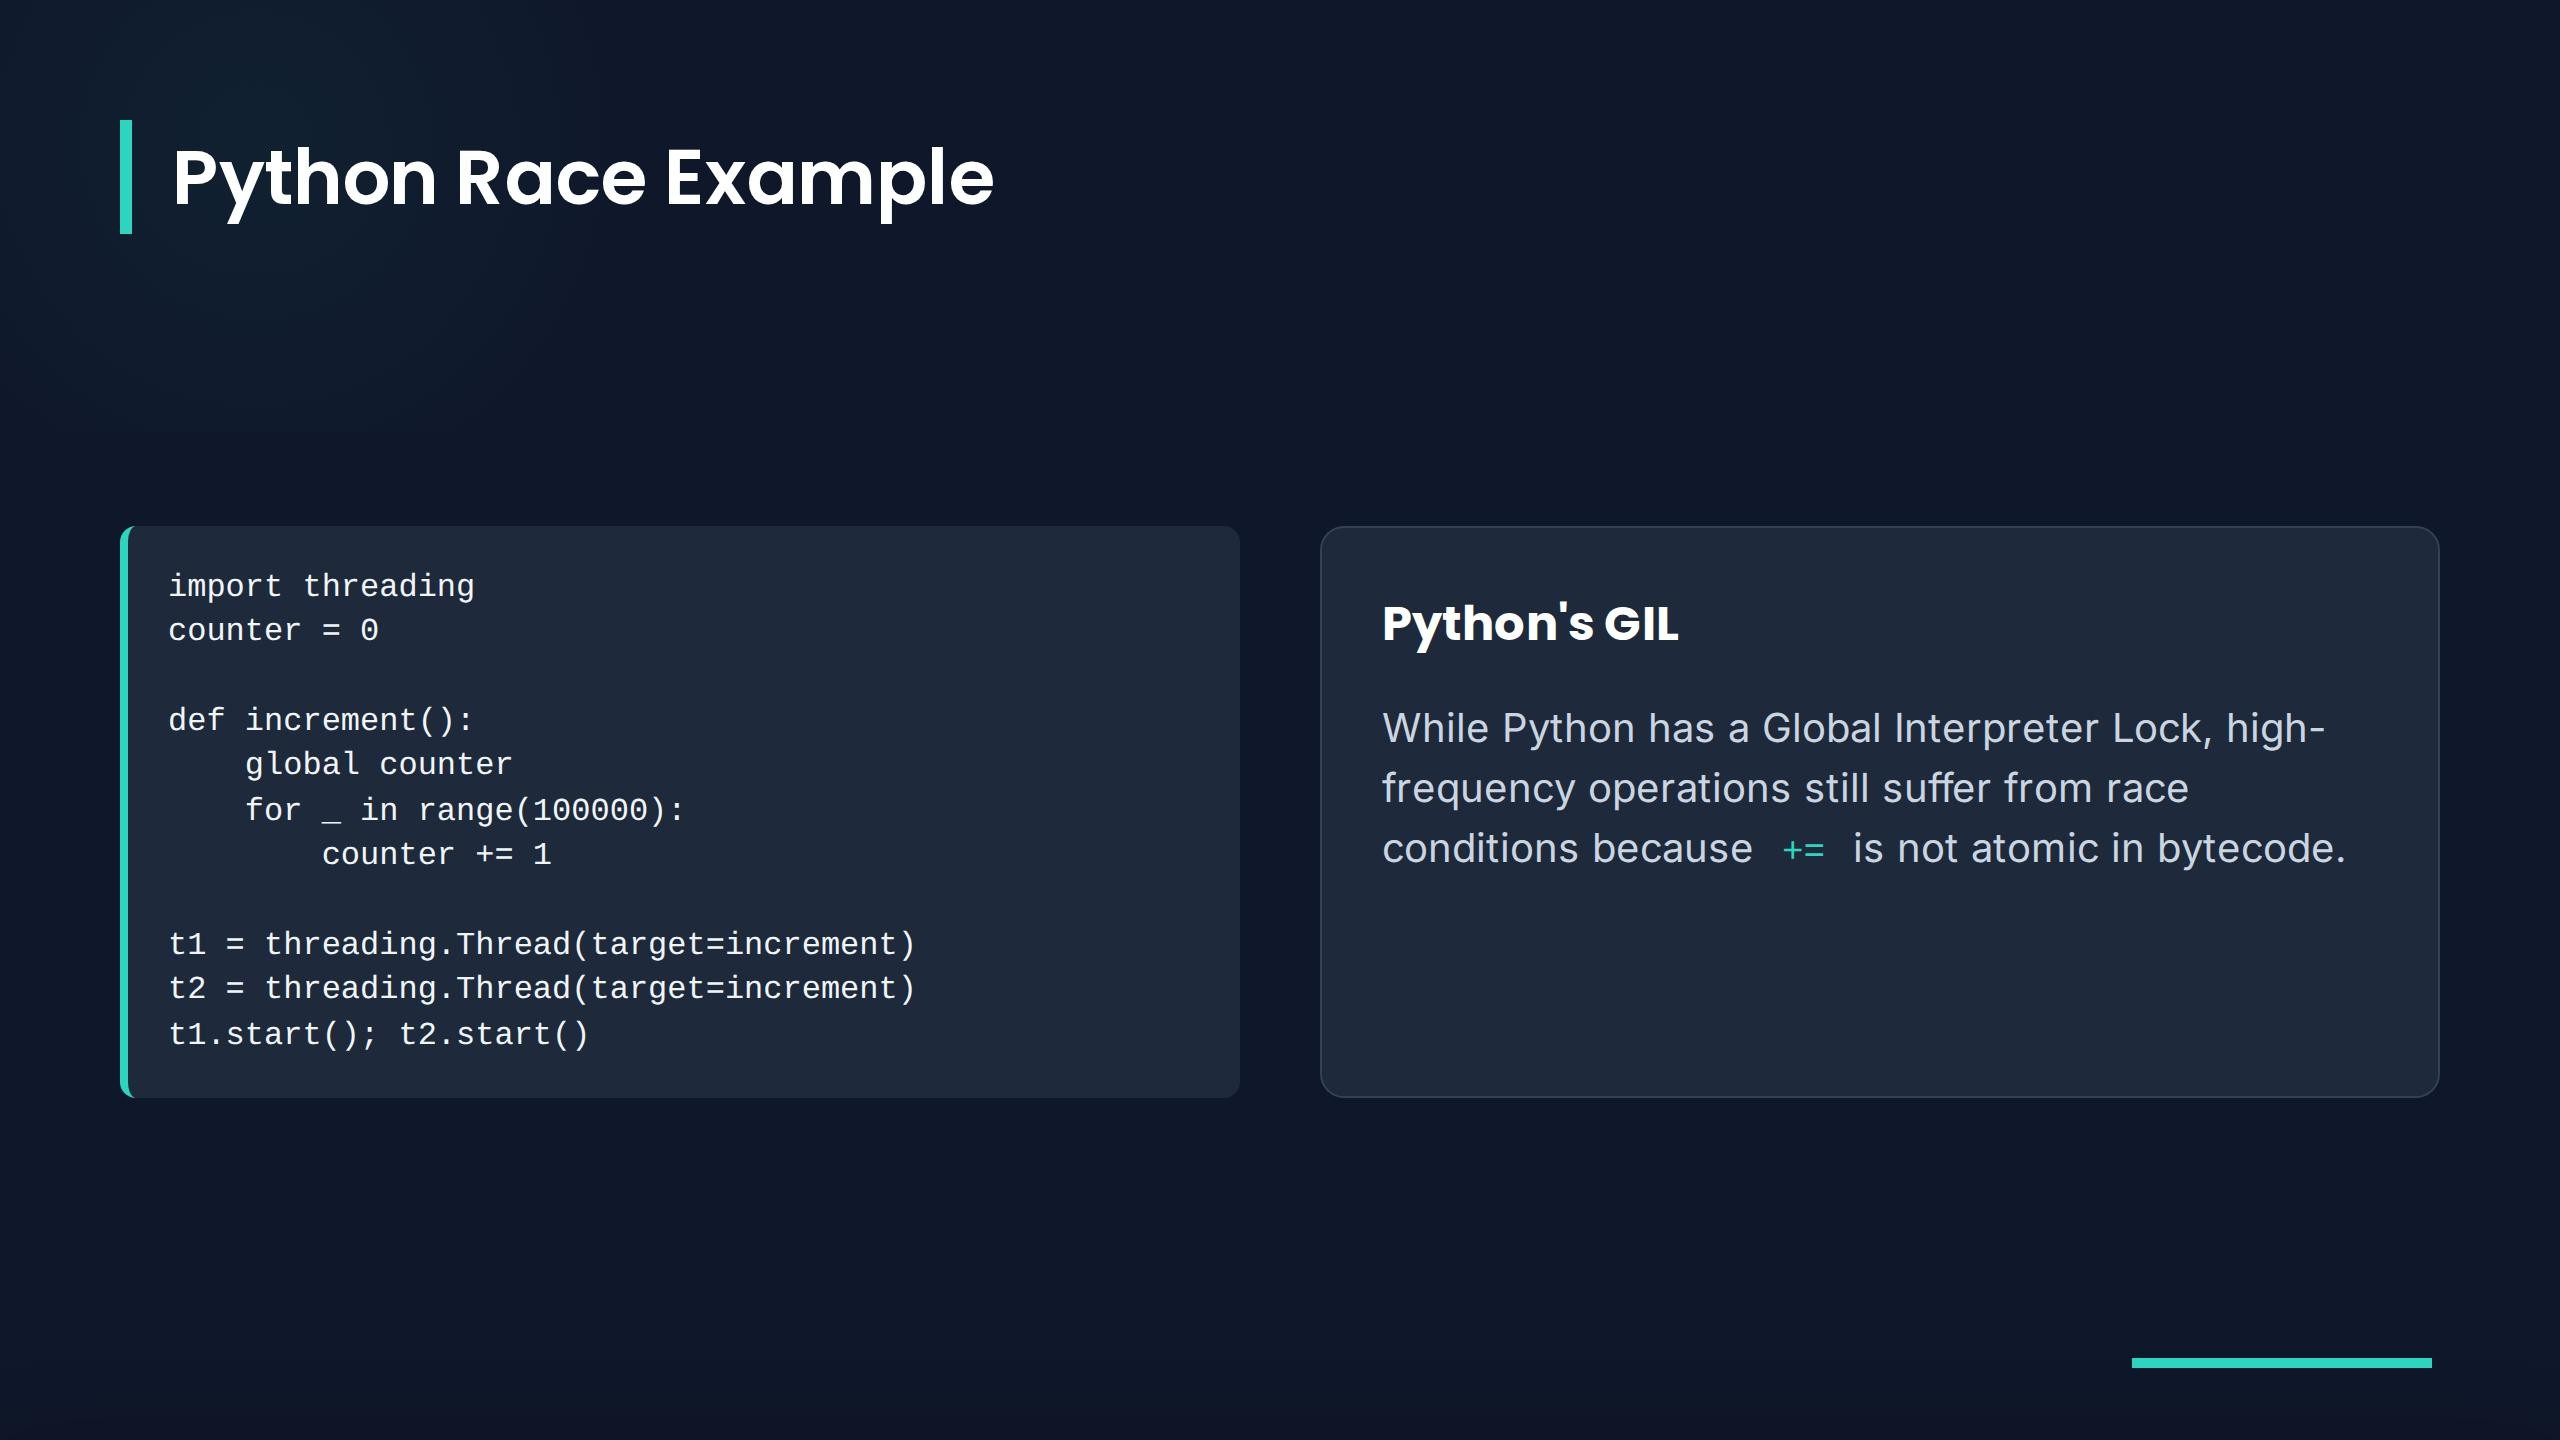 Python Race Example
import threading
counter = 0
def increment():
    global counter
    for _ in range(100000):
        counter += 1
t1 = threading.Thread(target=increment)
t2 = threading.Thread(target=increment)
t1.start(); t2.start()
Python's GIL
While Python has a Global Interpreter Lock, high-
frequency operations still suffer from race
conditions because += is not atomic in bytecode.